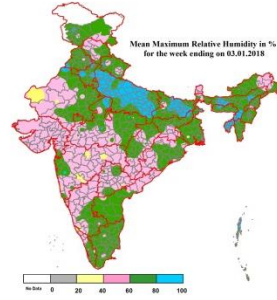 Mean Maximum Relative Humidity in %
for the week ending on 03.01.2018
No Data 0 20 40 60 80 100